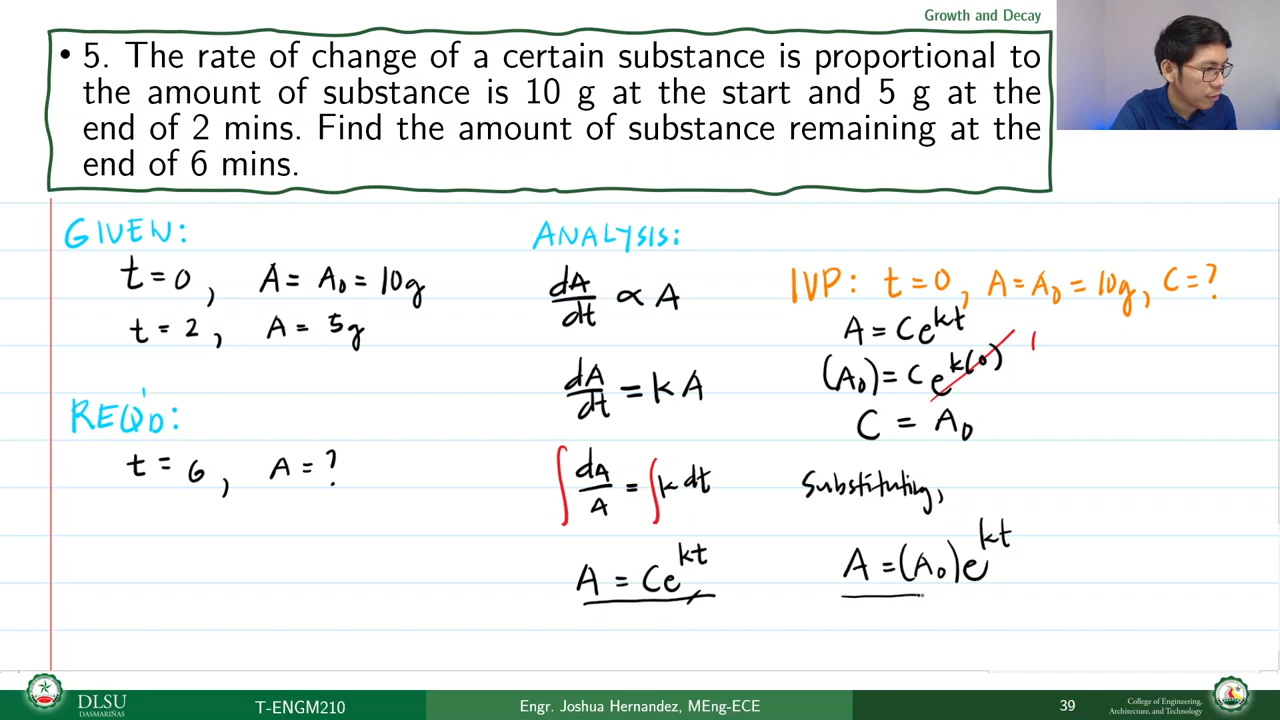 Growth and Decay
• 5. The rate of change of a certain substance is proportional to
the amount of substance is 10 g at the start and 5 g at the
end of 2 mins. Find the amount of substance remaining at the
end of 6 mins.
GIVEN:
t = 0, A = A₀ = 10g
t = 2, A = 5g
REQ'D:
t = 6, A = ?
ANALYSIS:
dA/dt ∝ A
dA/dt = kA
∫ dA/A = ∫ k dt
A = Ce^kt
IVP: t = 0, A = A₀ = 10g, C = ?
A = Ce^kt
(A₀) = Ce^k(0) 1
C = A₀
Substituting,
A = (A₀)e^kt
DLSU
DASMARIÑAS
T-ENGM210
Engr. Joshua Hernandez, MEng-ECE
39
College of Engineering,
Architecture, and Technology